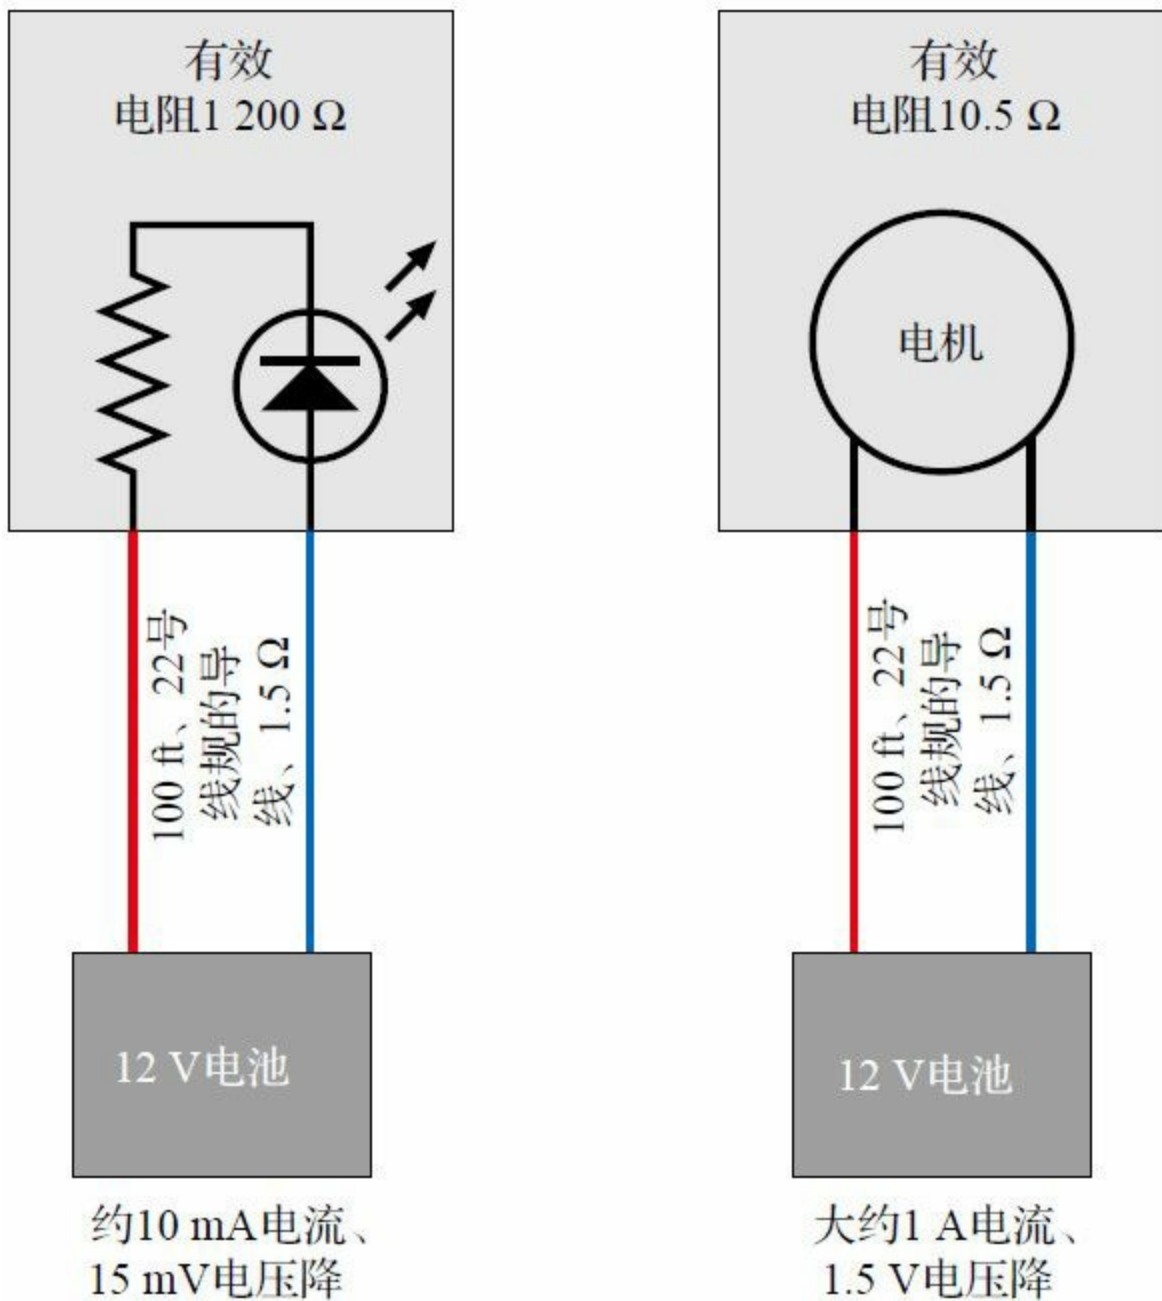 有效
电阻1 200 Ω
100 ft、22号
线规的导
线、1.5 Ω
12 V电池
约10 mA电流、
15 mV电压降
有效
电阻10.5 Ω
电机
100 ft、22号
线规的导
线、1.5 Ω
12 V电池
大约1 A电流、
1.5 V电压降